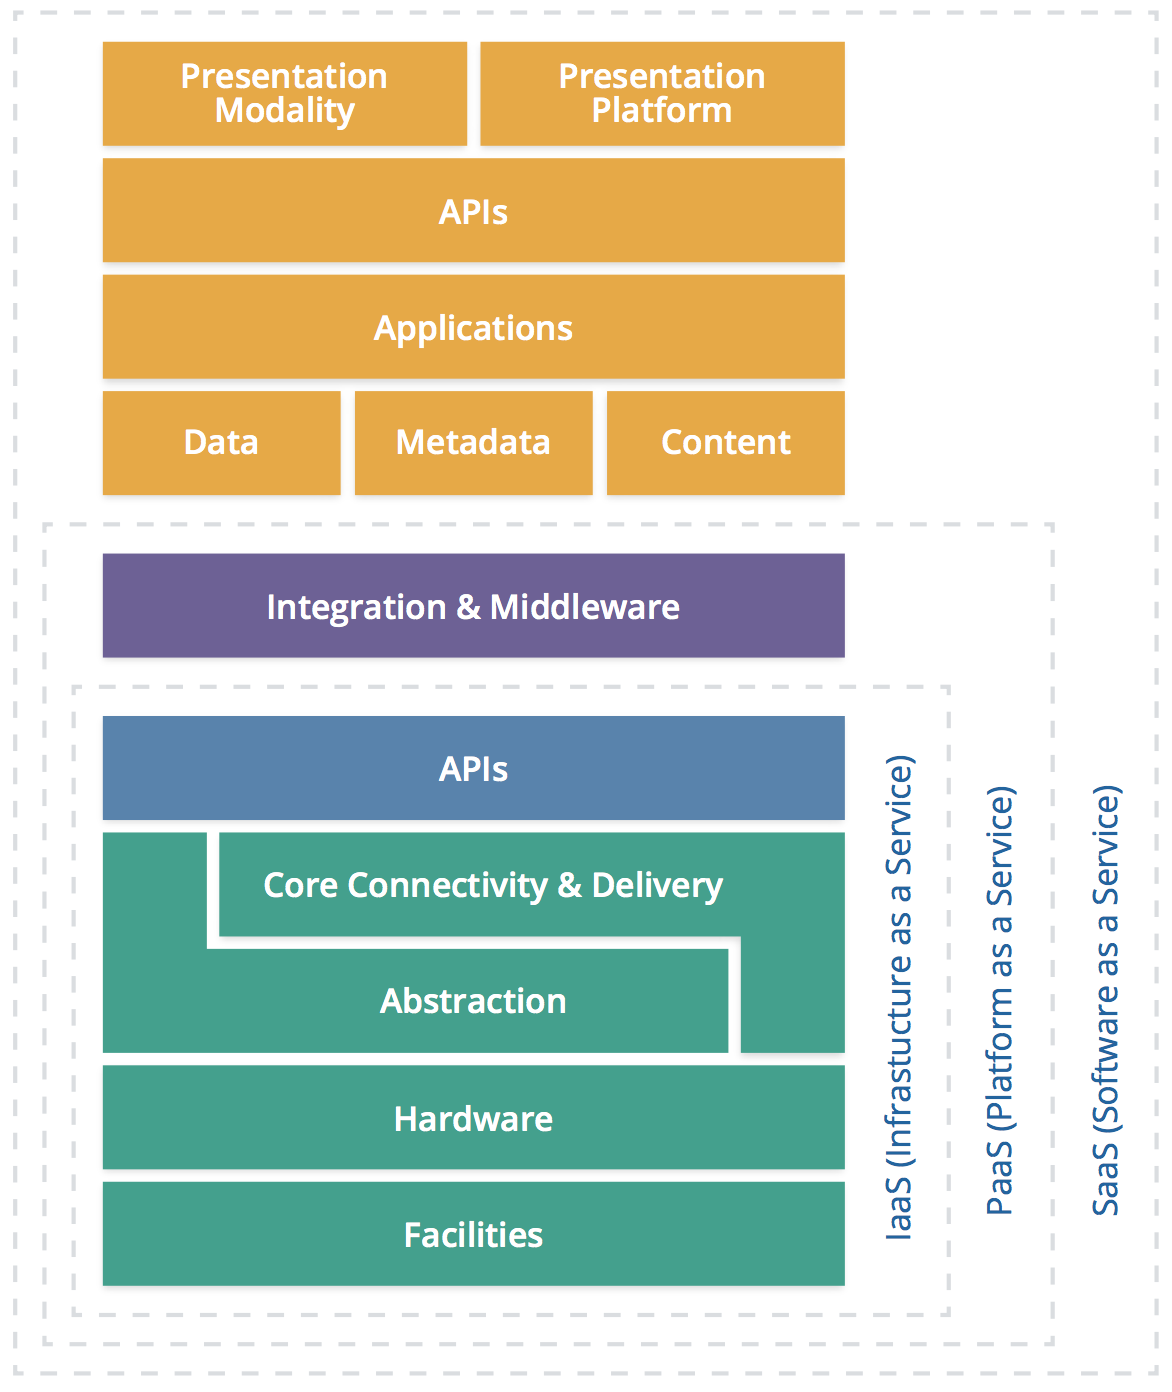 Presentation
Modality
Presentation
Platform
APIs
Applications
Data
Metadata
Content
Integration & Middleware
APIs
Core Connectivity & Delivery
Abstraction
Hardware
Facilities
IaaS (Infrastucture as a Service)
PaaS (Platform as a Service)
SaaS (Software as a Service)